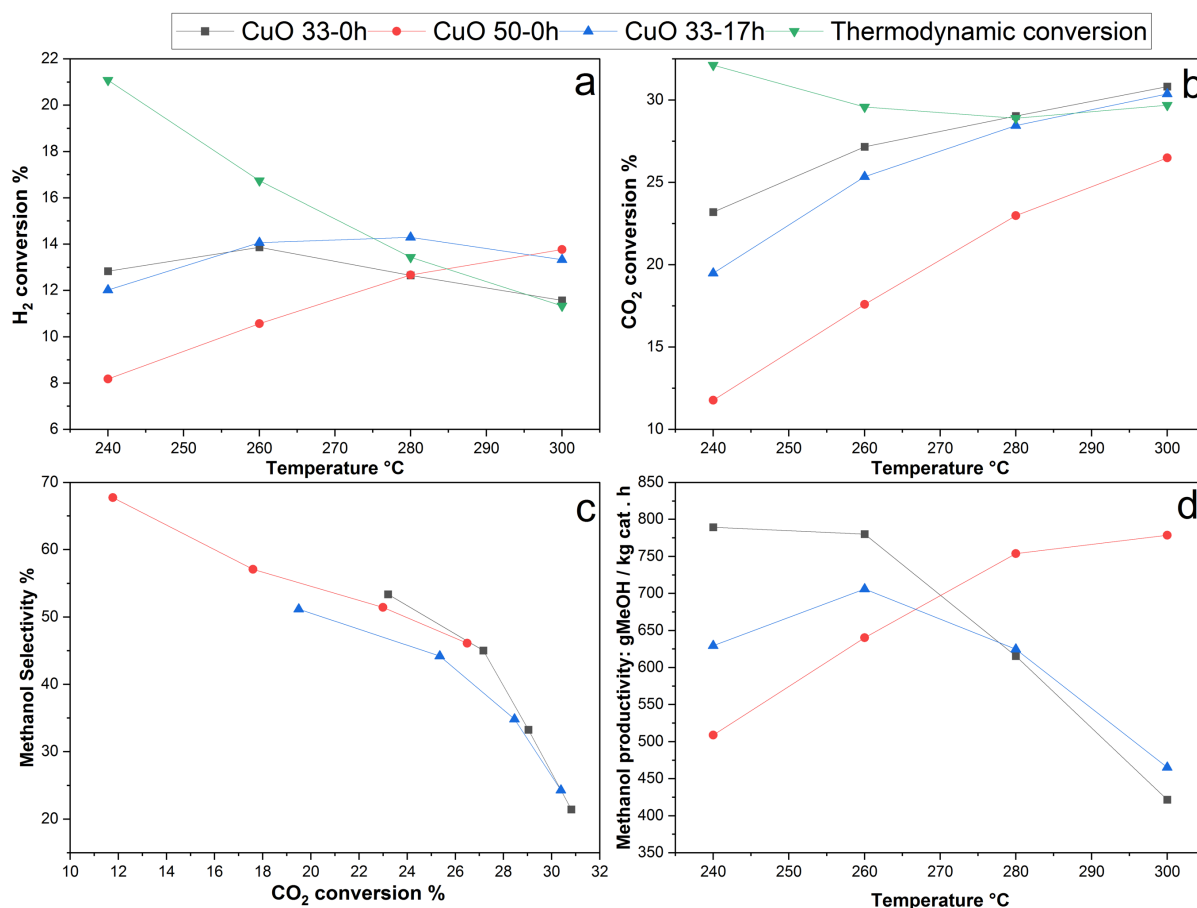 CuO 33-0h CuO 50-0h CuO 33-17h Thermodynamic conversion
a
22
20
18
16
14
12
10
8
6
H₂ conversion %
240 250 260 270 280 290 300
Temperature °C
b
30
25
20
15
10
CO₂ conversion %
240 250 260 270 280 290 300
Temperature °C
c
70
60
50
40
30
20
Methanol Selectivity %
10 12 14 16 18 20 22 24 26 28 30 32
CO₂ conversion %
d
850
800
750
700
650
600
550
500
450
400
350
Methanol productivity: gMeOH / kg cat . h
240 250 260 270 280 290 300
Temperature °C